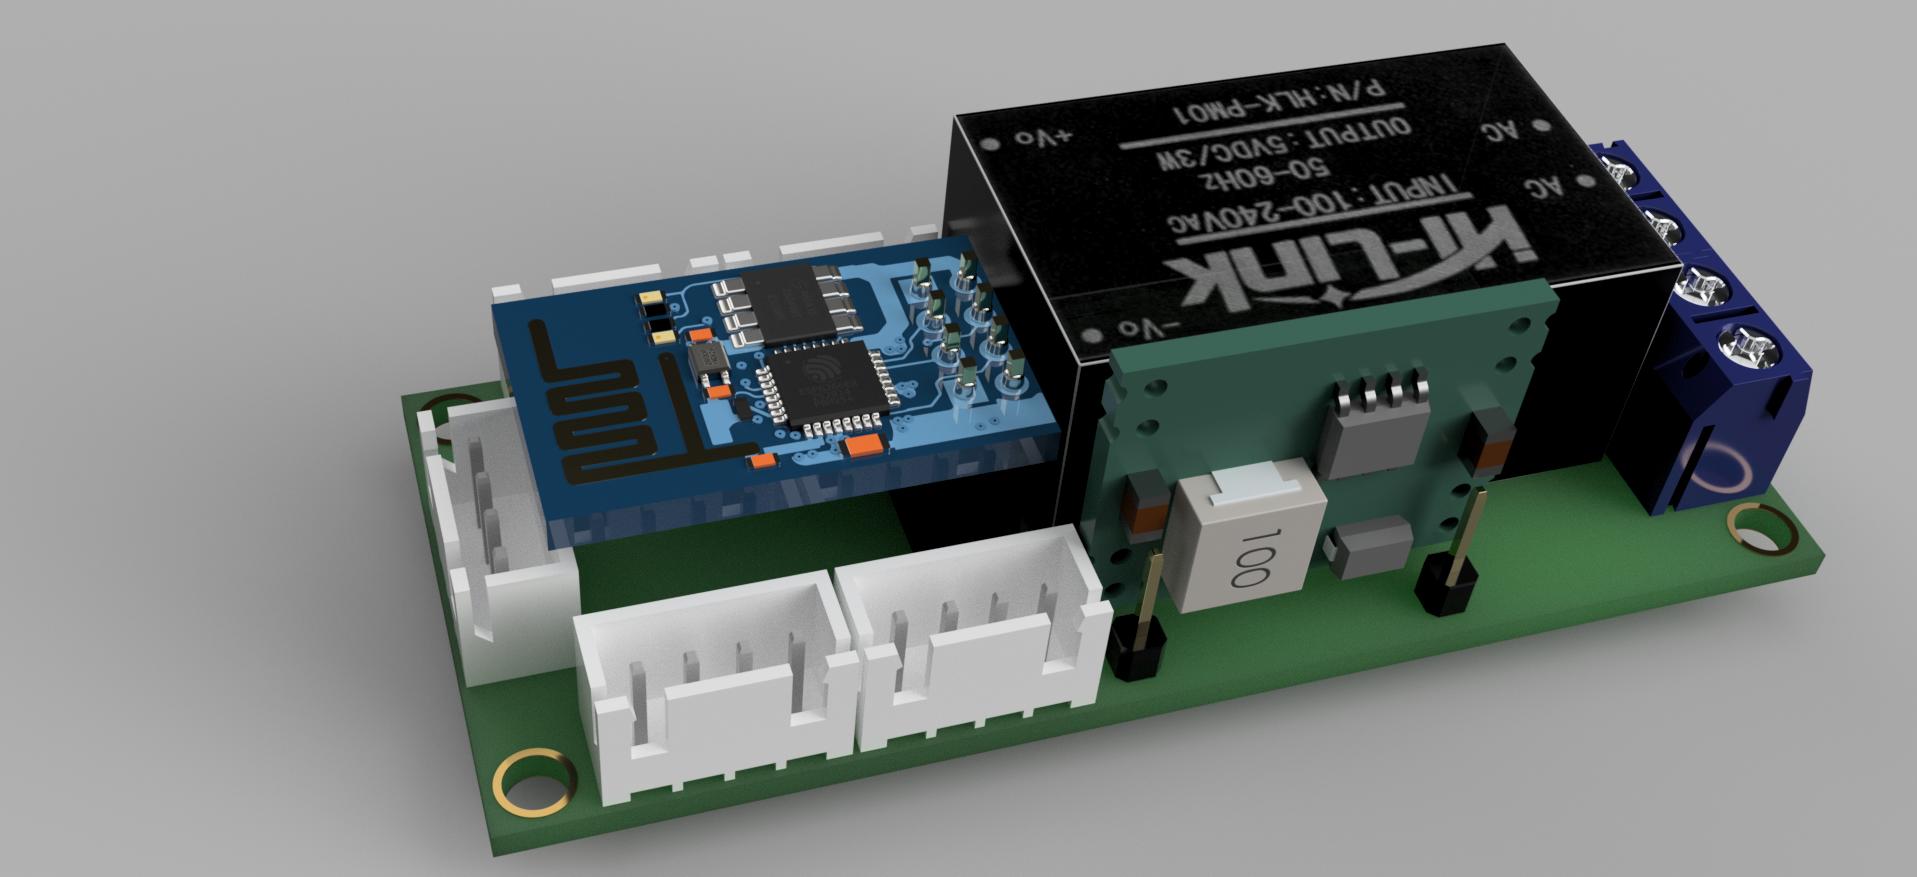 Hi-Link
INPUT:100-240VAC
50-60Hz
OUTPUT:5VDC/3W
P/N:HLK-PM01
-Vo
+Vo
AC
AC
100